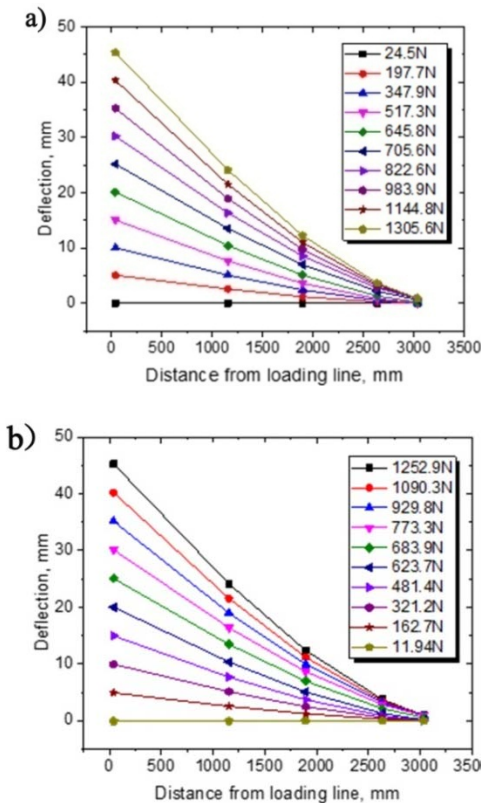 a)
50
40
30
20
10
0
Deflection, mm
24.5N
197.7N
347.9N
517.3N
645.8N
705.6N
822.6N
983.9N
1144.8N
1305.6N
0 500 1000 1500 2000 2500 3000 3500
Distance from loading line, mm
b)
50
40
30
20
10
0
Deflection, mm
1252.9N
1090.3N
929.8N
773.3N
683.9N
623.7N
481.4N
321.2N
162.7N
11.94N
0 500 1000 1500 2000 2500 3000 3500
Distance from loading line, mm